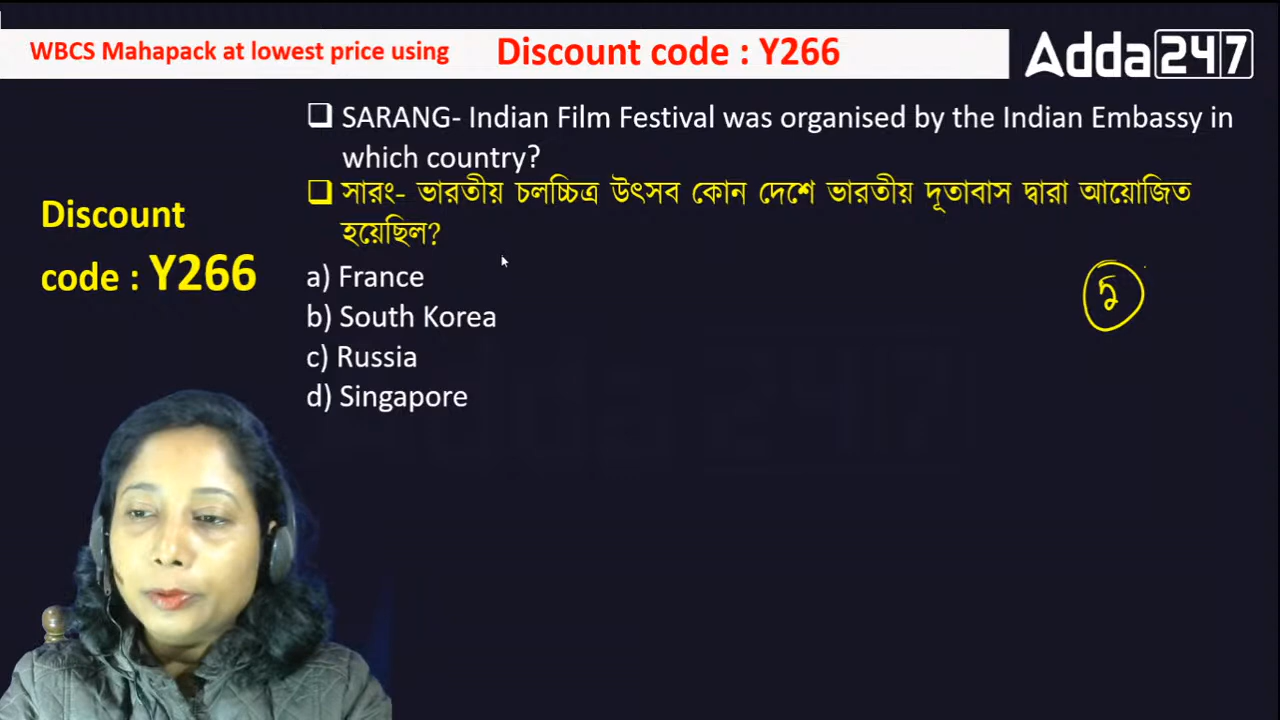 WBCS Mahapack at lowest price using Discount code : Y266
Adda247
SARANG- Indian Film Festival was organised by the Indian Embassy in
which country?
সারং- ভারতীয় চলচ্চিত্র উৎসব কোন দেশে ভারতীয় দূতাবাস দ্বারা আয়োজিত
হয়েছিল?
Discount
code : Y266
a) France
b) South Korea
c) Russia
d) Singapore